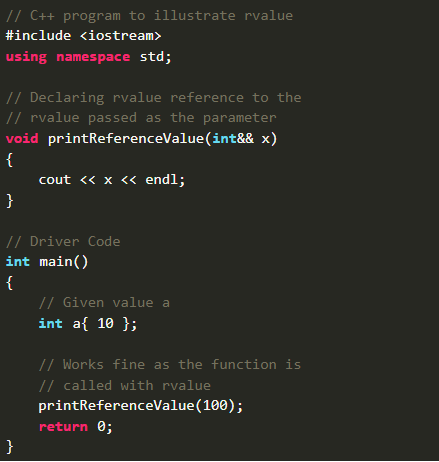 // C++ program to illustrate rvalue
#include <iostream>
using namespace std;

// Declaring rvalue reference to the
// rvalue passed as the parameter
void printReferenceValue(int&& x)
{
    cout << x << endl;
}

// Driver Code
int main()
{
    // Given value a
    int a{ 10 };

    // Works fine as the function is
    // called with rvalue
    printReferenceValue(100);
    return 0;
}